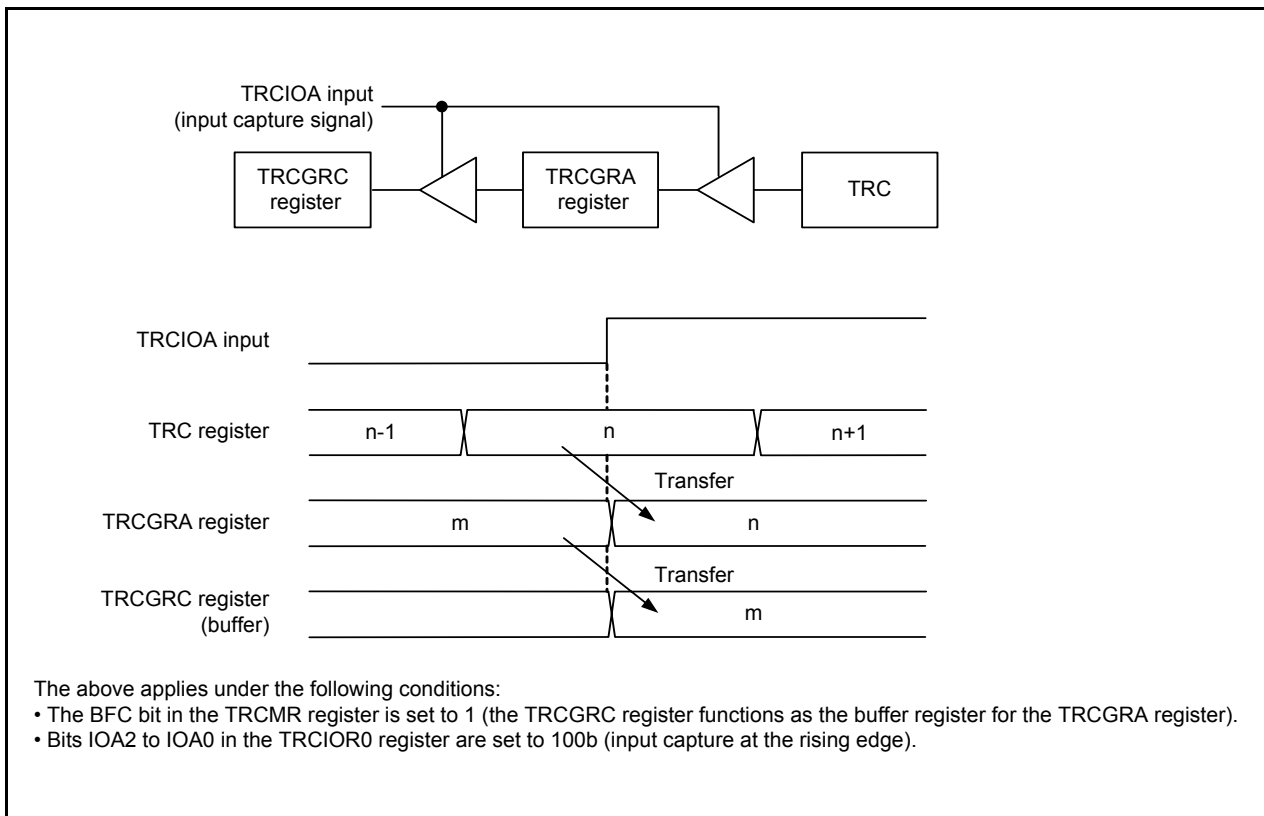 TRCIOA input
(input capture signal)
TRCGRC
register
TRCGRA
register
TRC
TRCIOA input
TRC register
n-1
n
n+1
Transfer
TRCGRA register
m
n
Transfer
TRCGRC register
(buffer)
m
The above applies under the following conditions:
• The BFC bit in the TRCMR register is set to 1 (the TRCGRC register functions as the buffer register for the TRCGRA register).
• Bits IOA2 to IOA0 in the TRCIOR0 register are set to 100b (input capture at the rising edge).